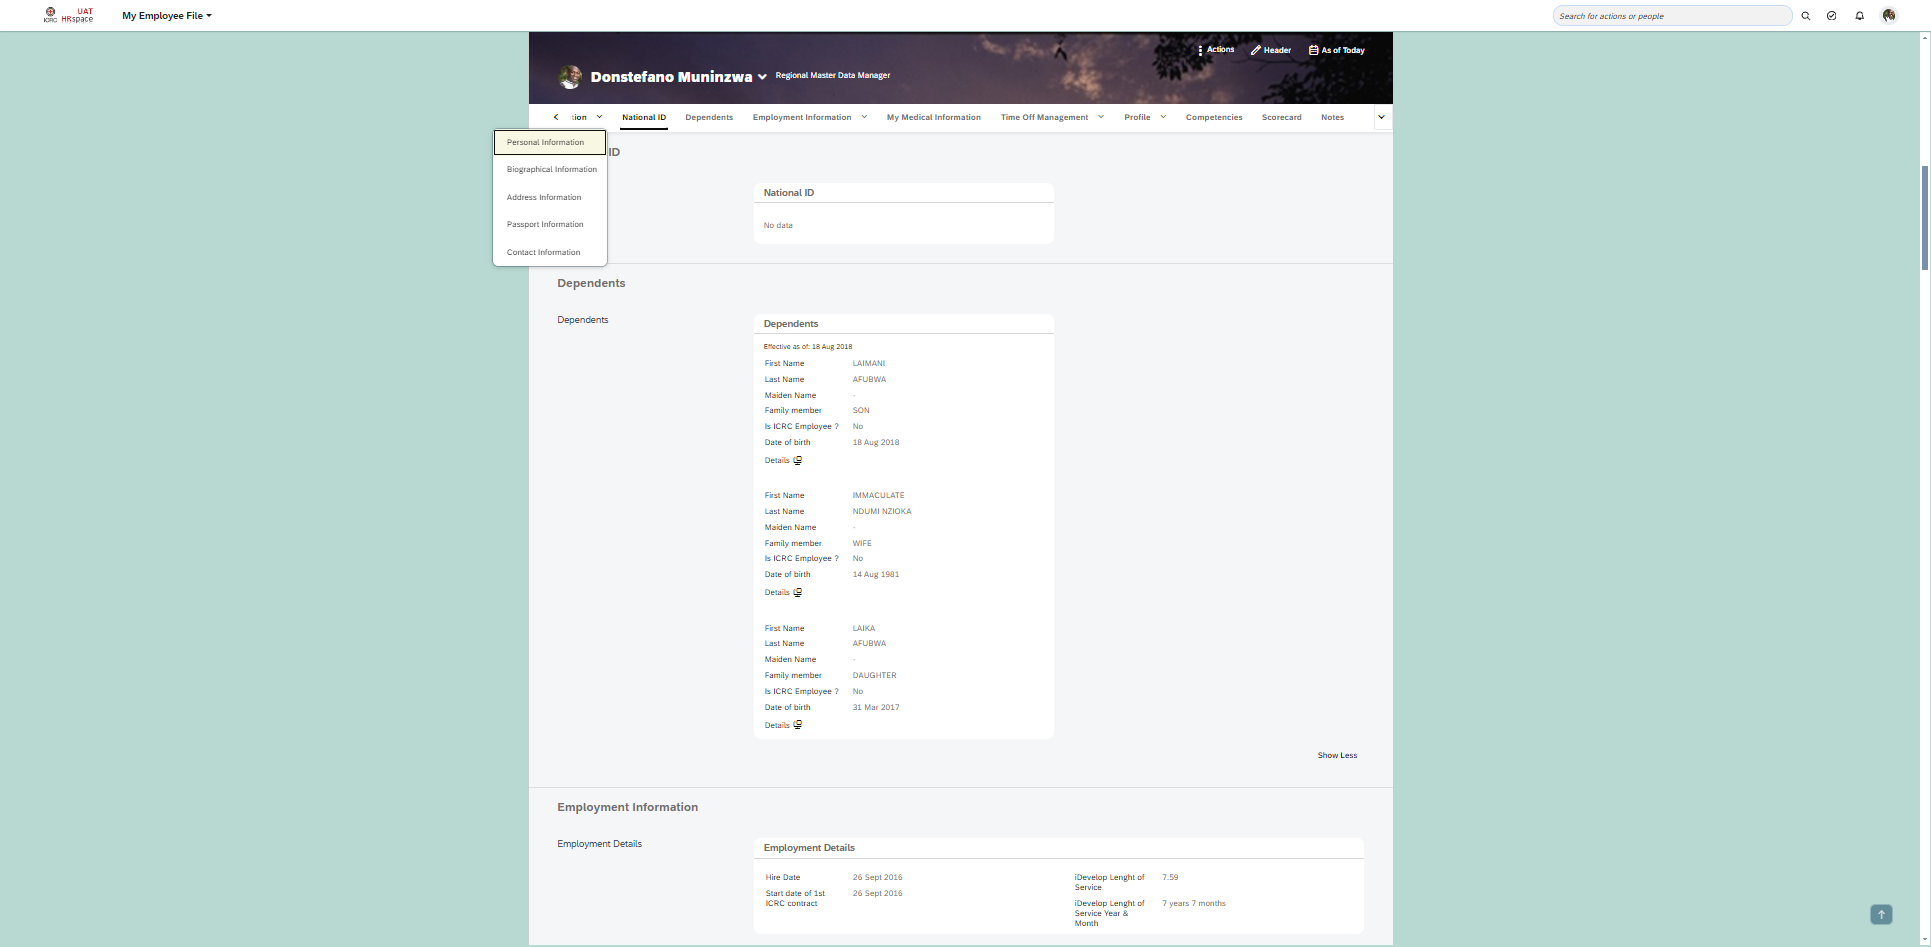 UAT
ICRC HRspace
My Employee File
Search for actions or people
Actions
Header
As of Today
Donstefano Muninzwa
Regional Master Data Manager
tion
National ID
Dependents
Employment Information
My Medical Information
Time Off Management
Profile
Competencies
Scorecard
Notes
Personal Information
Biographical Information
Address Information
Passport Information
Contact Information
ID
National ID
No data
Dependents
Dependents
Dependents
Effective as of: 18 Aug 2018
First Name LAIMANI
Last Name AFUBWA
Maiden Name -
Family member SON
Is ICRC Employee ? No
Date of birth 18 Aug 2018
Details
First Name IMMACULATE
Last Name NDUMI NZIOKA
Maiden Name -
Family member WIFE
Is ICRC Employee ? No
Date of birth 14 Aug 1981
Details
First Name LAIKA
Last Name AFUBWA
Maiden Name -
Family member DAUGHTER
Is ICRC Employee ? No
Date of birth 31 Mar 2017
Details
Show Less
Employment Information
Employment Details
Employment Details
Hire Date 26 Sept 2016
Start date of 1st
ICRC contract
26 Sept 2016
iDevelop Lenght of
Service
7.59
iDevelop Lenght of
Service Year &
Month
7 years 7 months